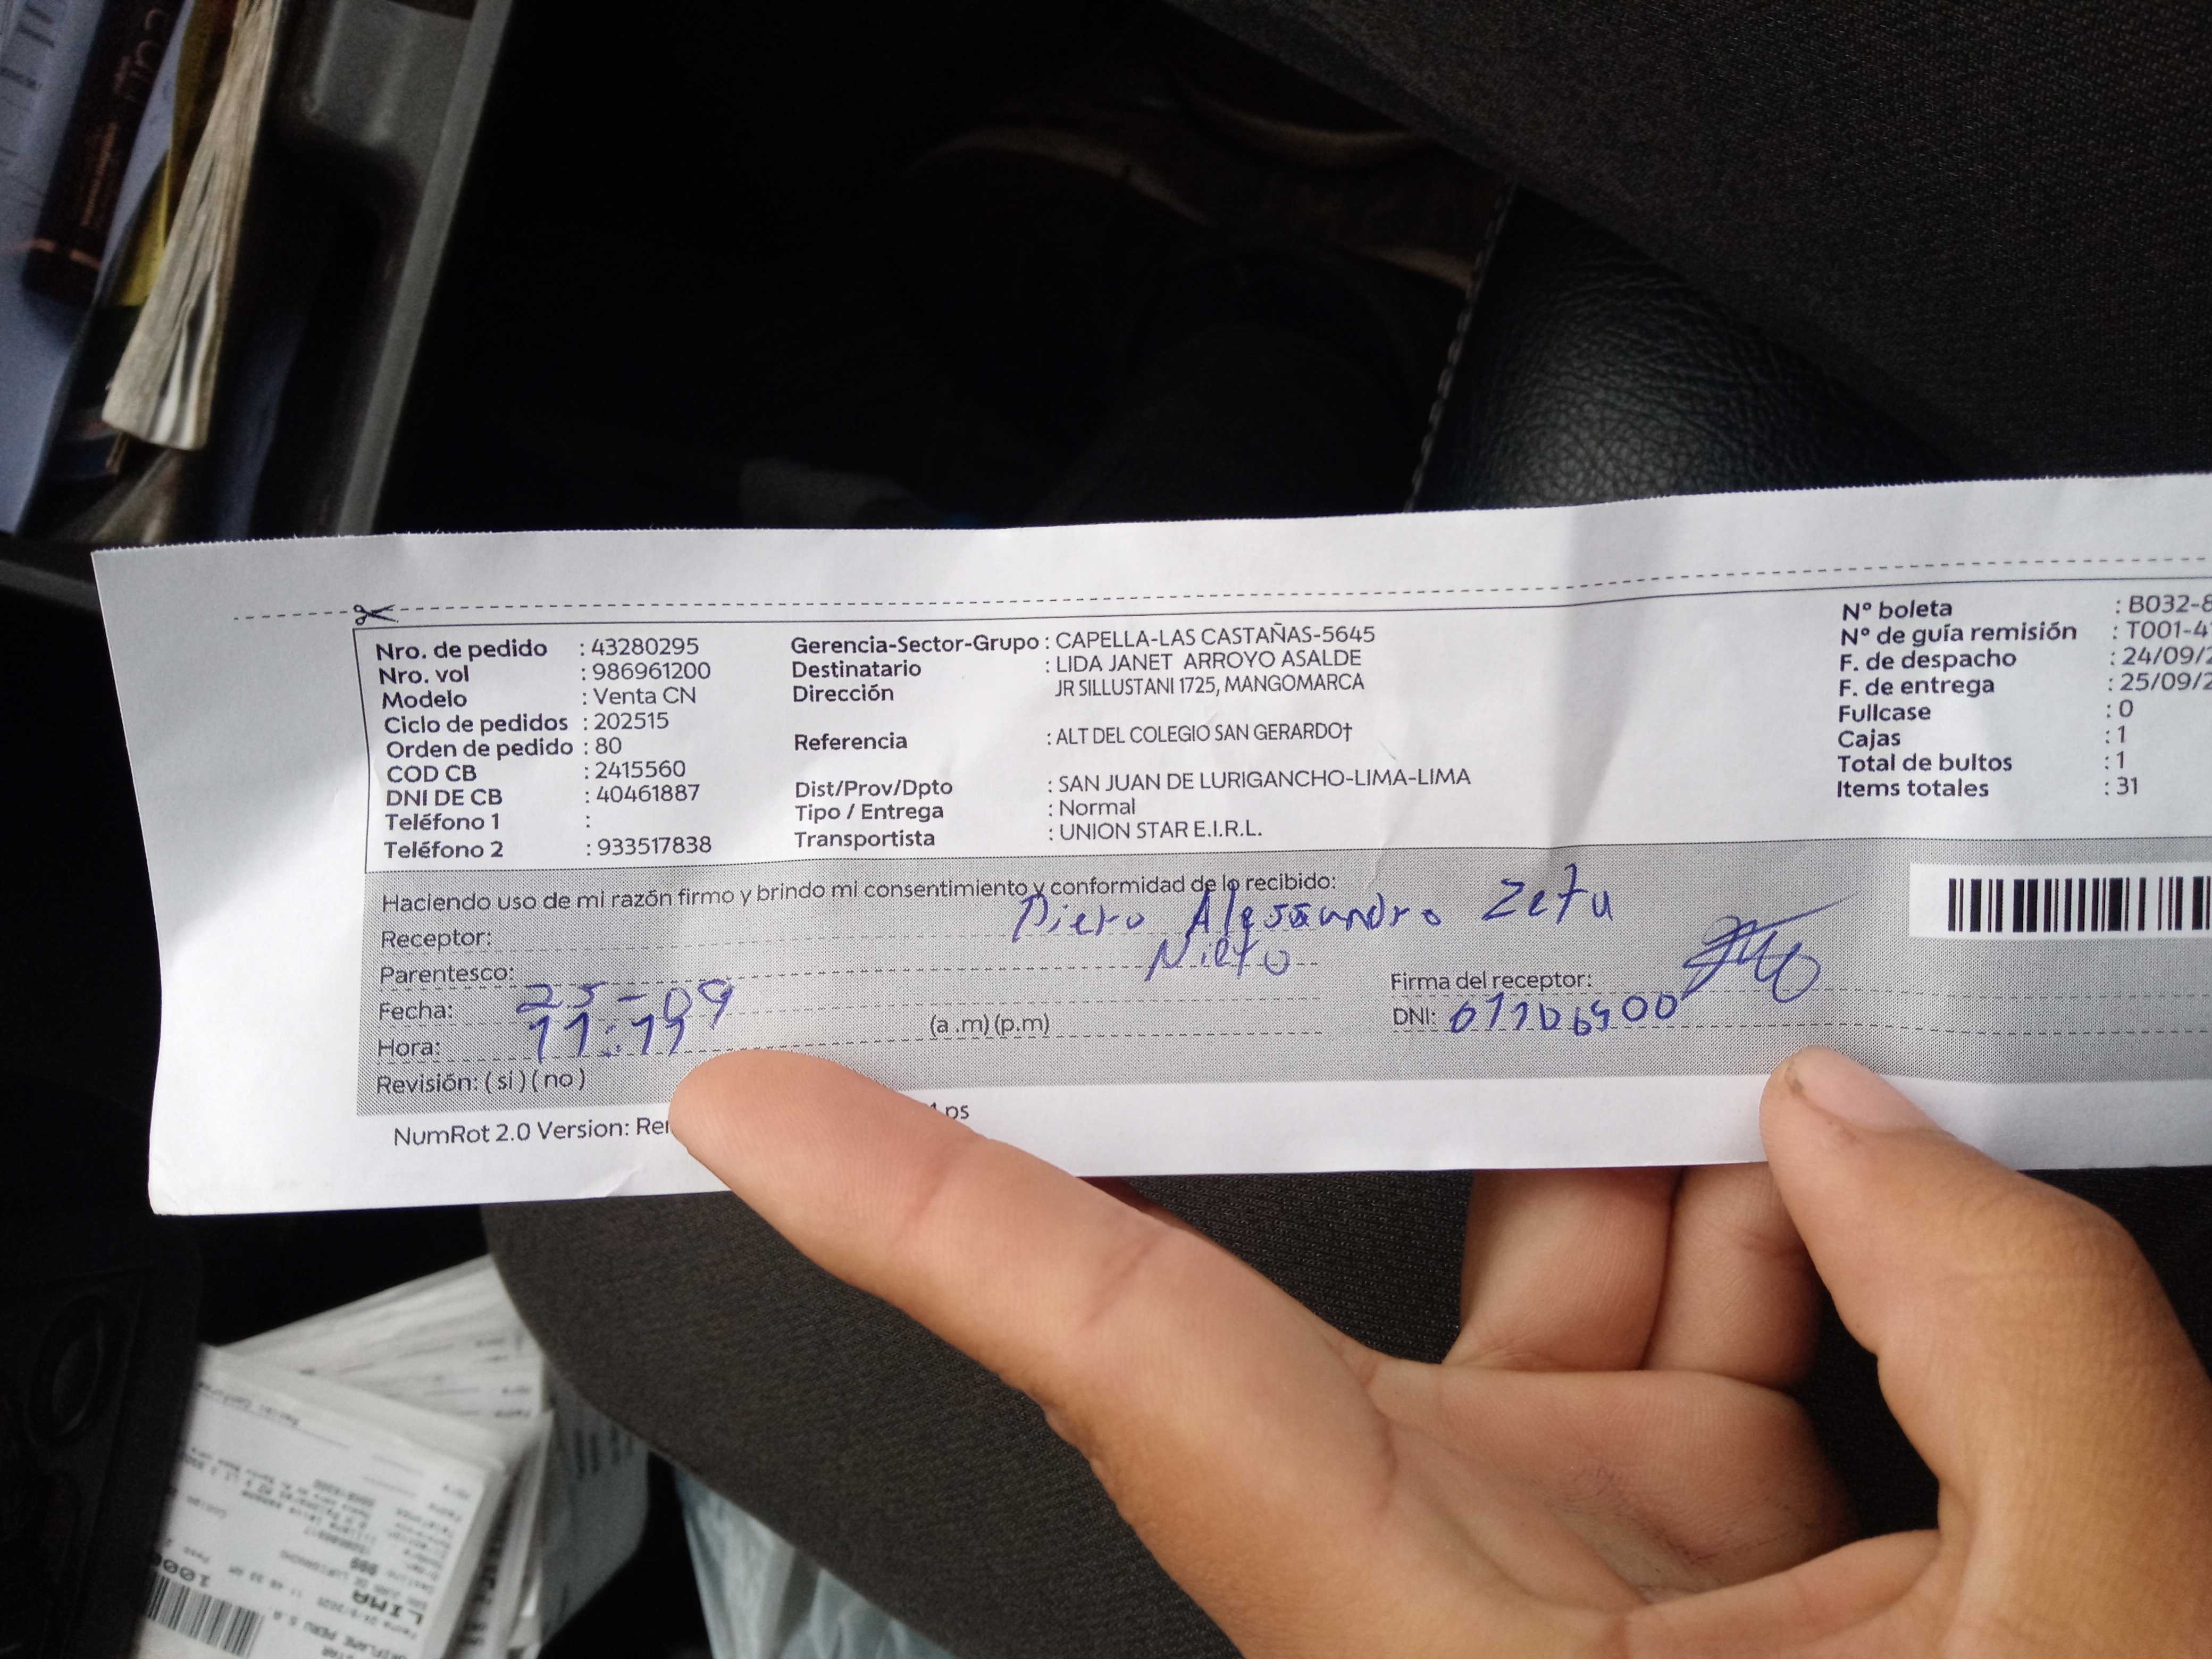 Nro. de pedido : 43280295
Nro. vol : 986961200
Modelo : Venta CN
Ciclo de pedidos : 202515
Orden de pedido : 80
COD CB : 2415560
DNI DE CB : 40461887
Teléfono 1 :
Teléfono 2 : 933517838
Gerencia-Sector-Grupo : CAPELLA-LAS CASTAÑAS-5645
Destinatario : LIDA JANET ARROYO ASALDE
Dirección JR SILLUSTANI 1725, MANGOMARCA
Referencia : ALT DEL COLEGIO SAN GERARDO†
Dist/Prov/Dpto : SAN JUAN DE LURIGANCHO-LIMA-LIMA
Tipo / Entrega : Normal
Transportista : UNION STAR E.I.R.L.
Nº boleta : B032-8
Nº de guía remisión : T001-4
F. de despacho : 24/09/2
F. de entrega : 25/09/2
Fullcase : 0
Cajas : 1
Total de bultos : 1
Items totales : 31
Haciendo uso de mi razón firmo y brindo mi consentimiento y conformidad de lo recibido:
Receptor: Piero Alessandro
Nieto
Parentesco:
Fecha: 25-09
Hora: (a .m) (p.m)
Revisión: ( si ) ( no )
Firma del receptor:
DNI:
NumRot 2.0 Version:
LIMA